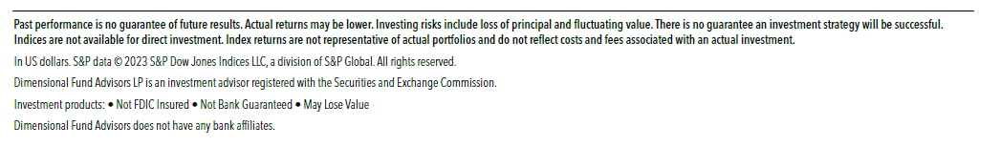 Past performance is no guarantee of future results. Actual returns may be lower. Investing risks include loss of principal and fluctuating value. There is no guarantee an investment strategy will be successful.
Indices are not available for direct investment. Index returns are not representative of actual portfolios and do not reflect costs and fees associated with an actual investment.
In US dollars. S&P data © 2023 S&P Dow Jones Indices LLC, a division of S&P Global. All rights reserved.
Dimensional Fund Advisors LP is an investment advisor registered with the Securities and Exchange Commission.
Investment products: • Not FDIC Insured • Not Bank Guaranteed • May Lose Value
Dimensional Fund Advisors does not have any bank affiliates.